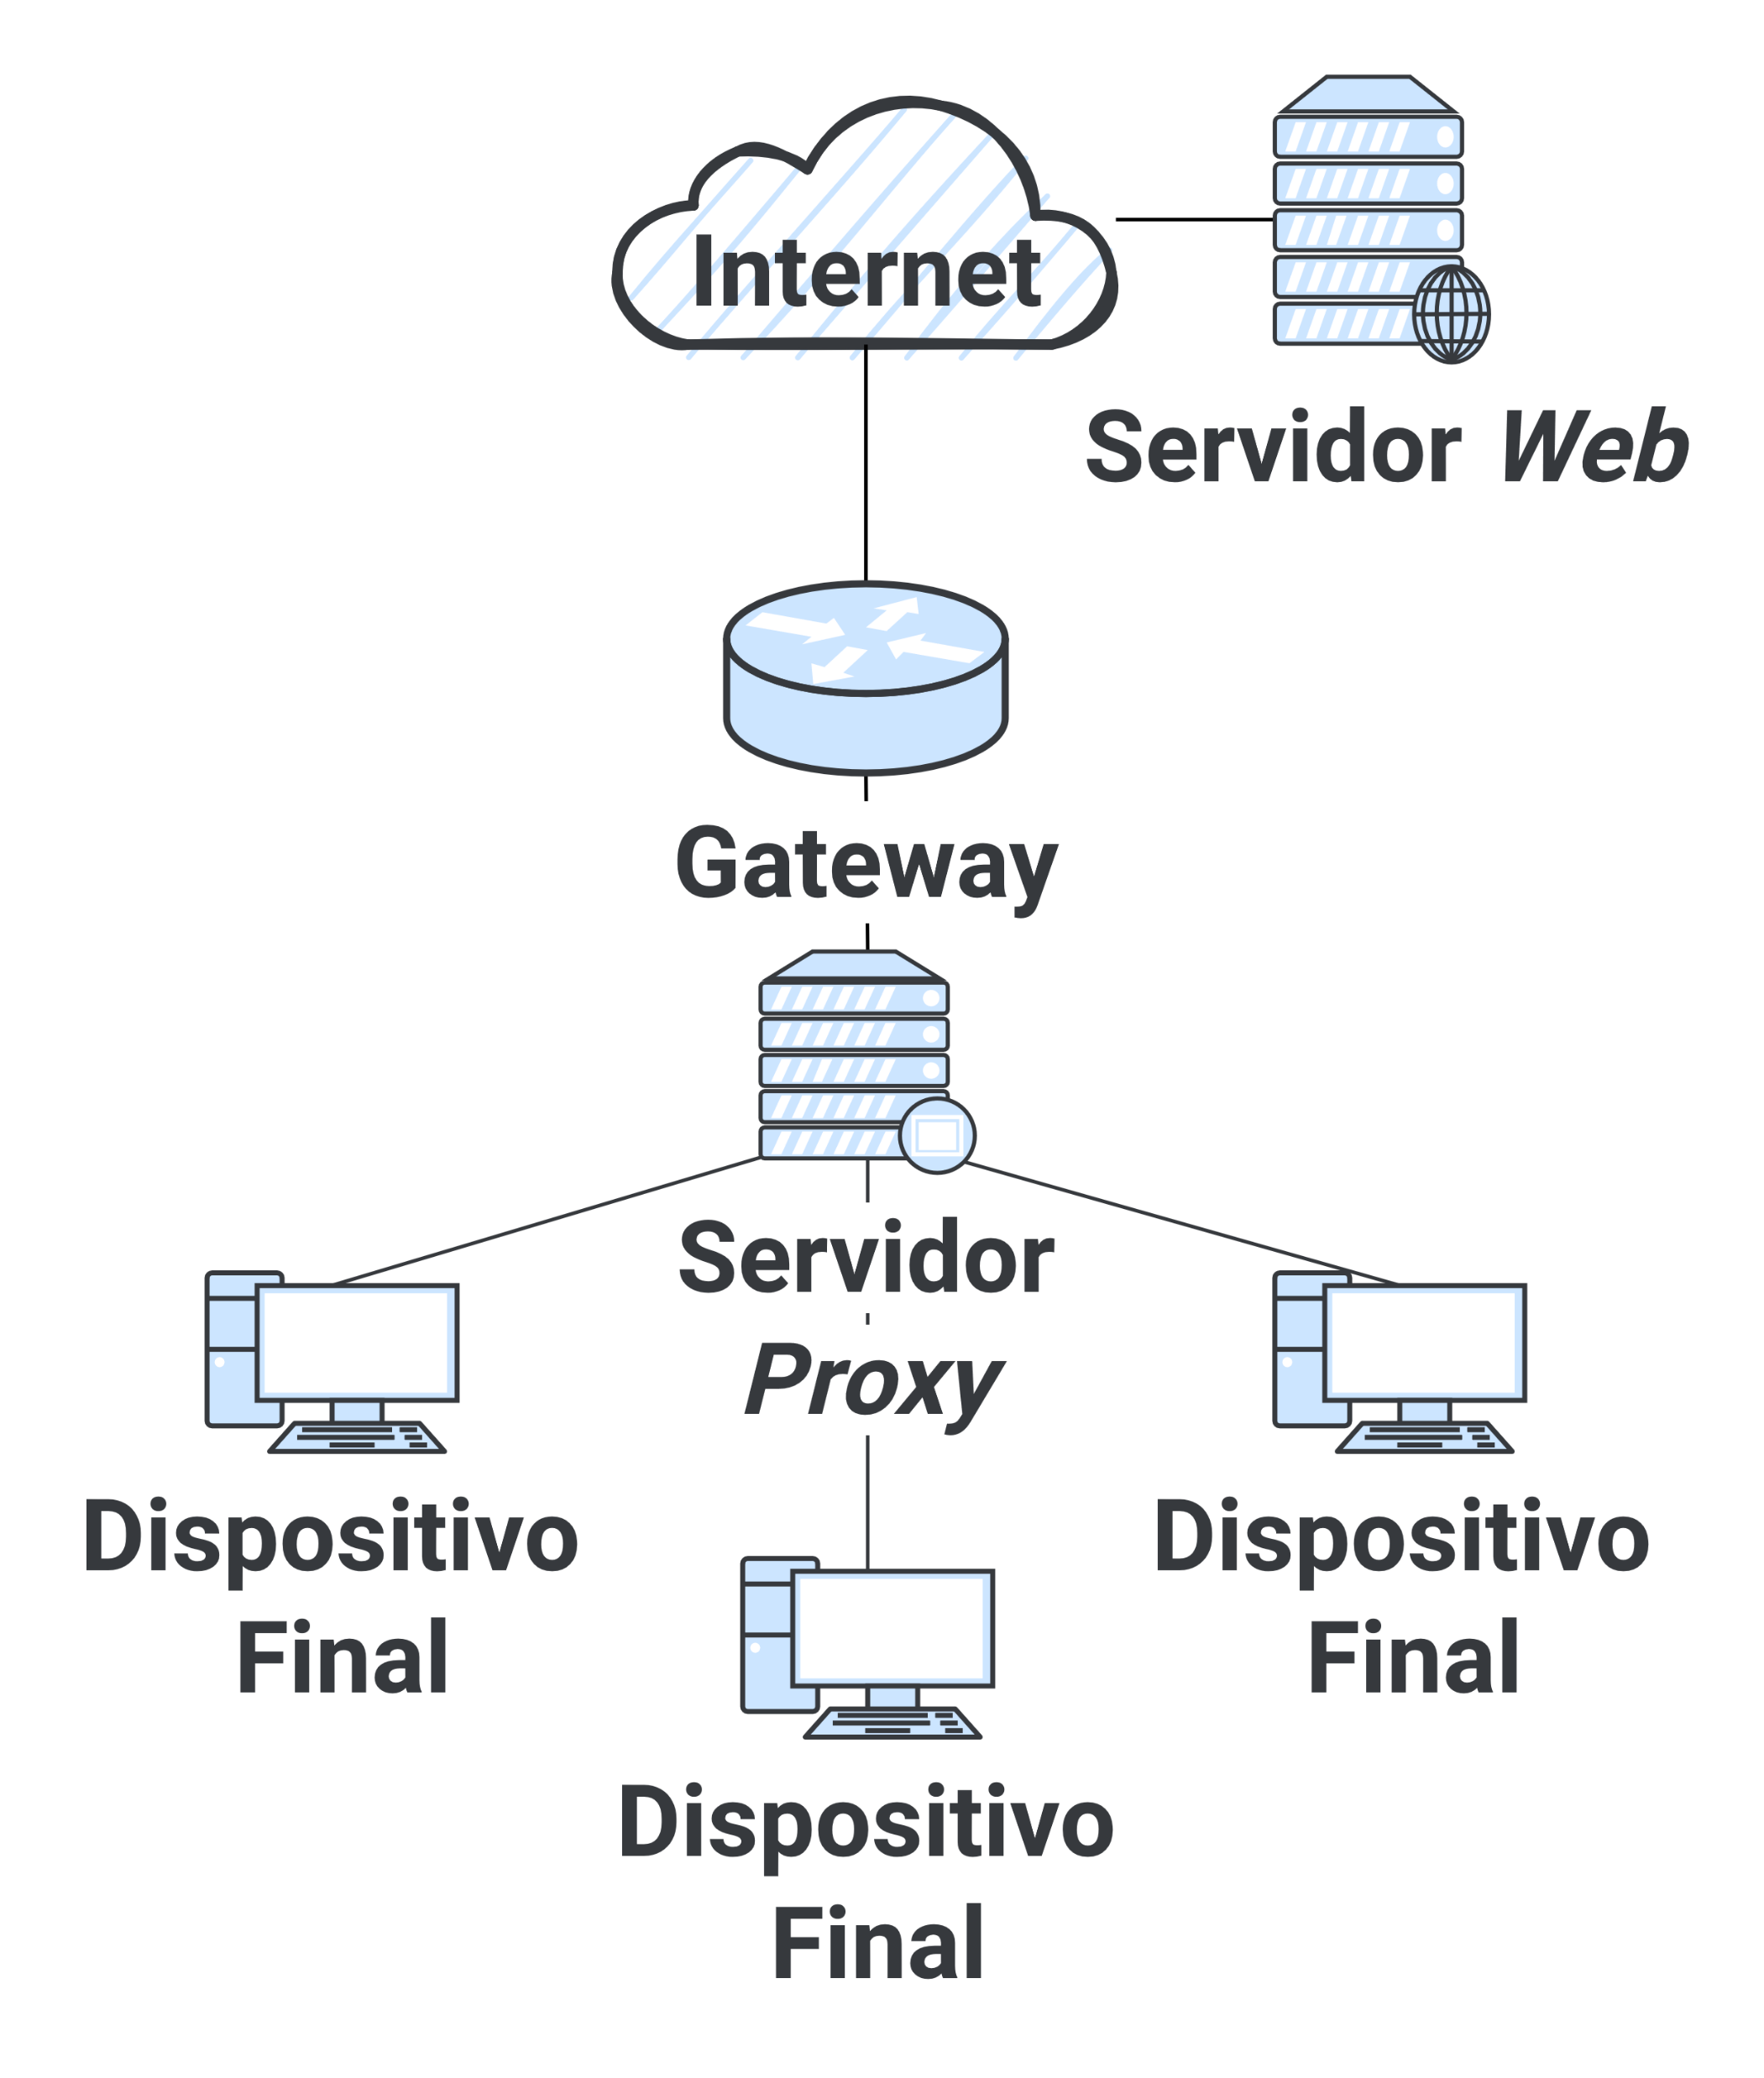 Internet
Servidor Web
Gateway
Servidor
Proxy
Dispositivo
Final
Dispositivo
Final
Dispositivo
Final